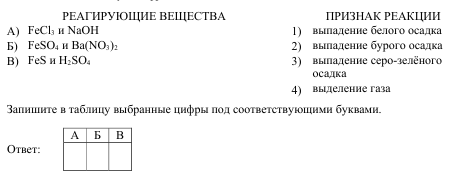 РЕАГИРУЮЩИЕ ВЕЩЕСТВА ПРИЗНАК РЕАКЦИИ
А) FeCl₃ и NaOH 1) выпадение белого осадка
Б) FeSO₄ и Ba(NO₃)₂ 2) выпадение бурого осадка
В) FeS и H₂SO₄ 3) выпадение серо-зелёного
осадка
4) выделение газа
Запишите в таблицу выбранные цифры под соответствующими буквами.
А Б В
Ответ: